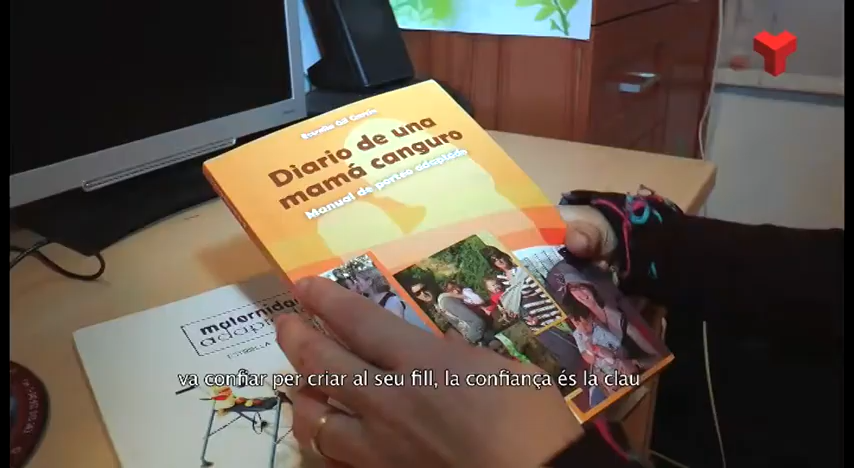 Estrella Gil García
Diario de una
mamá canguro
Manual de porteo adaptado
maternidad
adap
ESTRELLA
va confiar per criar al seu fill, la confiança és la clau